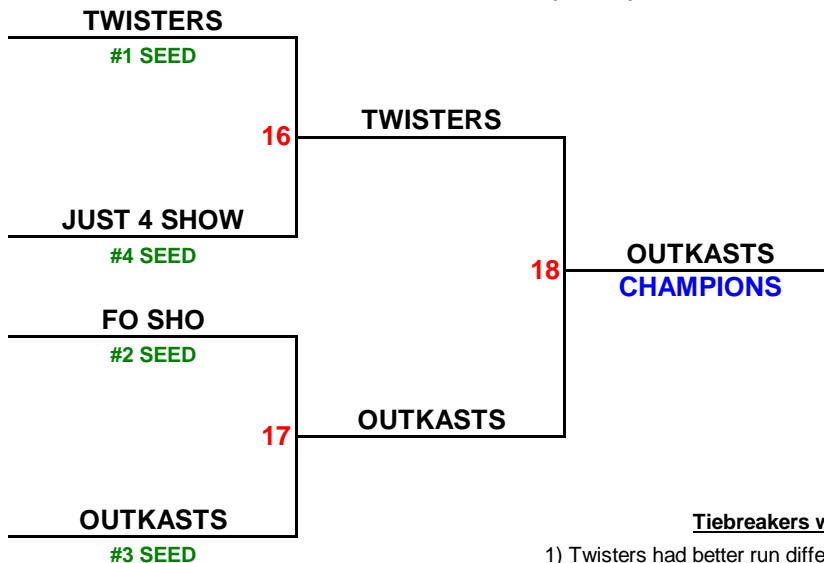 TWISTERS
#1 SEED
16
TWISTERS
JUST 4 SHOW
#4 SEED
18
OUTKASTS
CHAMPIONS
FO SHO
#2 SEED
17
OUTKASTS
OUTKASTS
#3 SEED
Tiebreakers
1) Twisters had better run